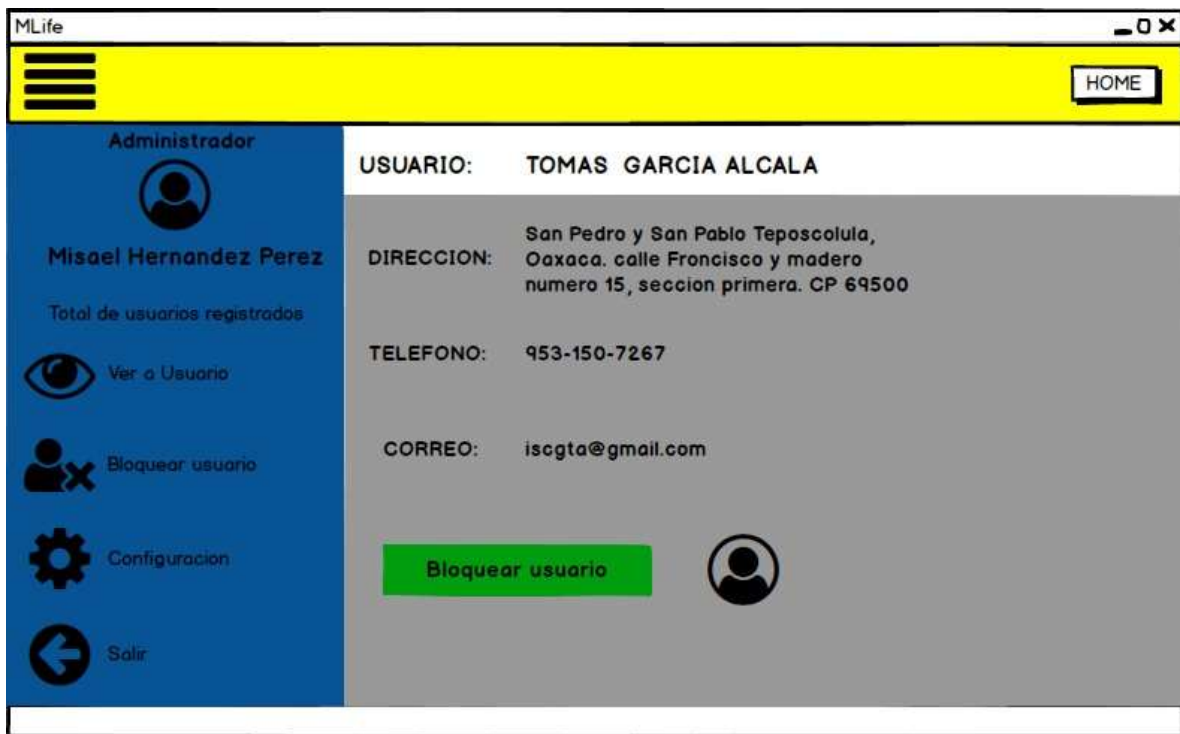 MLife
HOME
Administrador
Misael Hernandez Perez
Total de usuarios registrados
Ver a Usuario
Bloquear usuario
Configuracion
Salir
USUARIO: TOMAS GARCIA ALCALA
DIRECCION: San Pedro y San Pablo Teposcolula,
Oaxaca. calle Froncisco y madero
numero 15, seccion primera. CP 69500
TELEFONO: 953-150-7267
CORREO: iscgta@gmail.com
Bloquear usuario